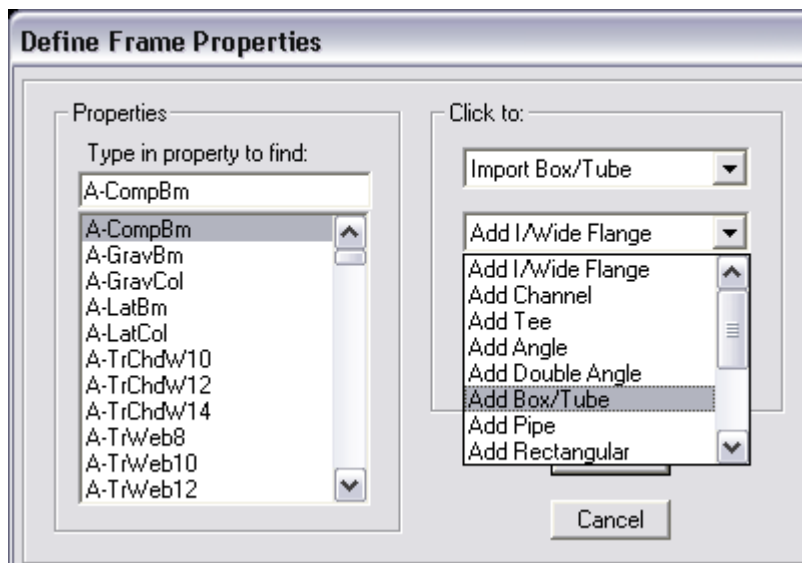 Define Frame Properties
Properties
Type in property to find:
A-CompBm
A-CompBm
A-GravBm
A-GravCol
A-LatBm
A-LatCol
A-TrChdW10
A-TrChdW12
A-TrChdW14
A-TrWeb8
A-TrWeb10
A-TrWeb12
Click to:
Import Box/Tube
Add I/Wide Flange
Add I/Wide Flange
Add Channel
Add Tee
Add Angle
Add Double Angle
Add Box/Tube
Add Pipe
Add Rectangular
Cancel